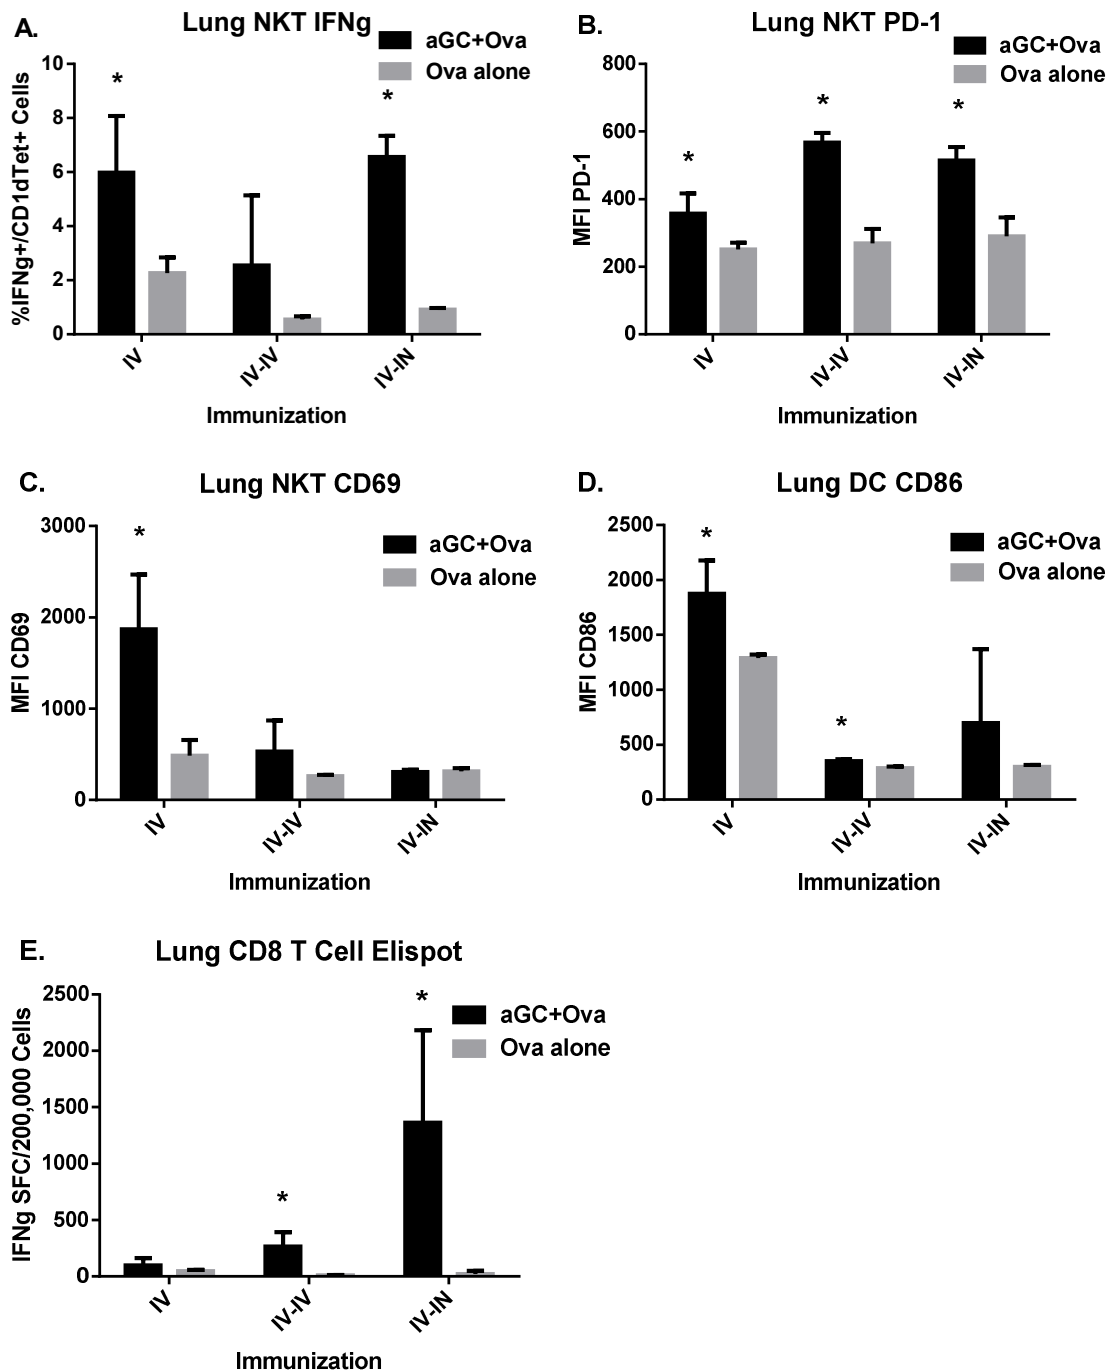 A.
Lung NKT IFNg
aGC+Ova
Ova alone
%IFNg+/CD1dTet+ Cells
10
8
6
4
2
0
*
*
IV
IV-IV
IV-IN
Immunization
B.
Lung NKT PD-1
aGC+Ova
Ova alone
MFI PD-1
800
600
400
200
0
*
*
*
IV
IV-IV
IV-IN
Immunization
C.
Lung NKT CD69
aGC+Ova
Ova alone
MFI CD69
3000
2000
1000
0
*
IV
IV-IV
IV-IN
Immunization
D.
Lung DC CD86
aGC+Ova
Ova alone
MFI CD86
2500
2000
1500
1000
500
0
*
*
IV
IV-IV
IV-IN
Immunization
E.
Lung CD8 T Cell Elispot
aGC+Ova
Ova alone
IFNg SFC/200,000 Cells
2500
2000
1500
1000
500
0
*
*
IV
IV-IV
IV-IN
Immunization